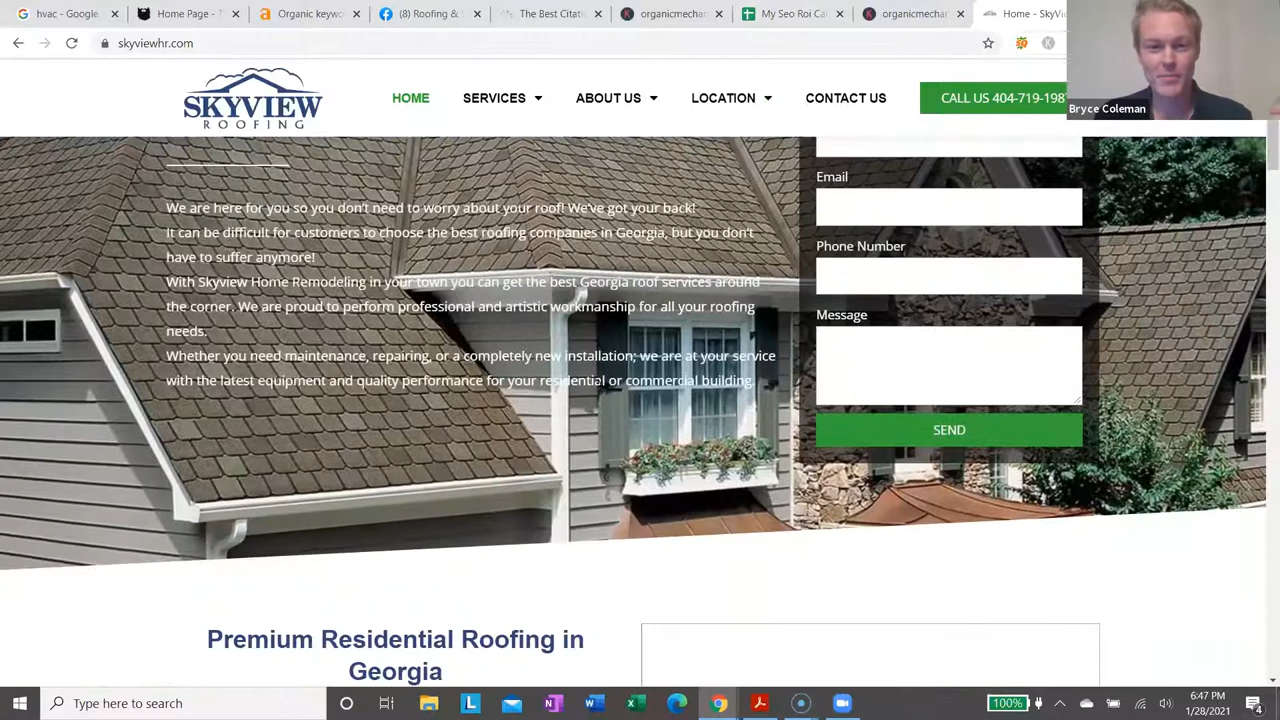 hvac - Google
Home Page - T
Organic keywo
(8) Roofing &
The Best Citati
organicmechan
My Seo Roi Cal
organicmechar
Home - SkyVi
skyviewhr.com
SKYVIEW
ROOFING
HOME
SERVICES
ABOUT US
LOCATION
CONTACT US
CALL US 404-719-198
Bryce Coleman
We are here for you so you don't need to worry about your roof! We've got your back!
It can be difficult for customers to choose the best roofing companies in Georgia, but you don't
have to suffer anymore!
With Skyview Home Remodeling in your town you can get the best Georgia roof services around
the corner. We are proud to perform professional and artistic workmanship for all your roofing
needs.
Whether you need maintenance, repairing, or a completely new installation; we are at your service
with the latest equipment and quality performance for your residential or commercial building.
Email
Phone Number
Message
SEND
Premium Residential Roofing in
Georgia
Type here to search
100%
6:47 PM
1/28/2021
4